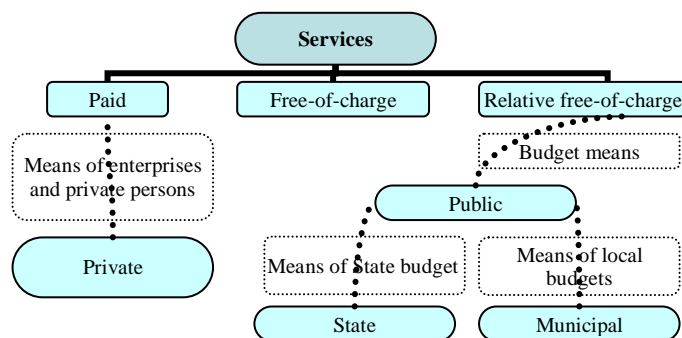 Services
Paid
Free-of-charge
Relative free-of-charge
Means of enterprises
and private persons
Budget means
Public
Private
Means of State budget
Means of local
budgets
State
Municipal